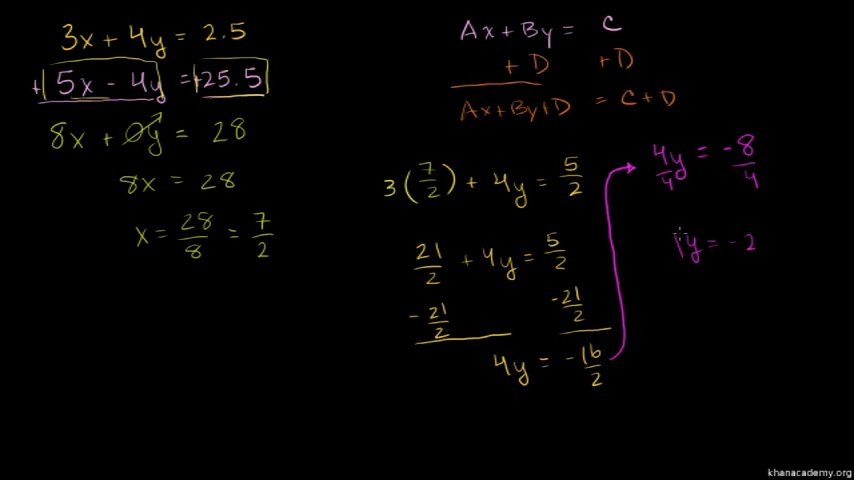 3x + 4y = 2.5
+ 5x - 4y = 25.5
8x + 0y = 28
8x = 28
x = 28/8 = 7/2
Ax + By = C
+ D + D
Ax + By + D = C + D
3(7/2) + 4y = 5/2
21/2 + 4y = 5/2
- 21/2 - 21/2
4y = - 16/2
4y/4 = - 8/4
1y = - 2
khanacademy.org